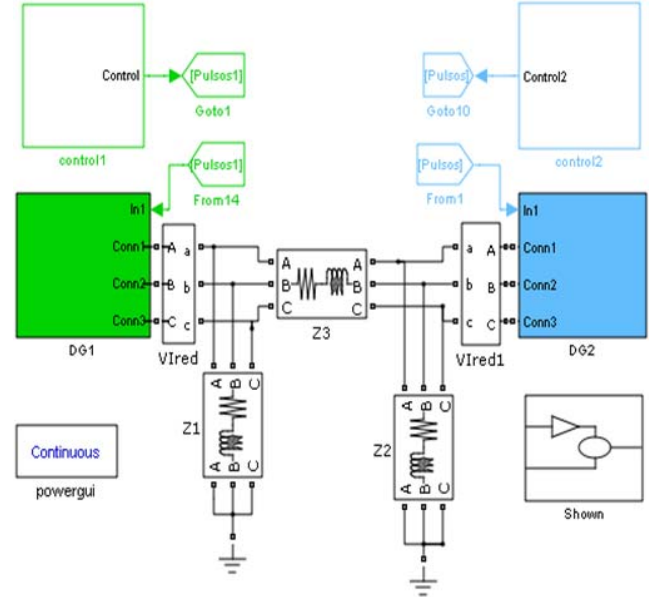 Control
[Pulsos1]
Goto1
control1
[Pulsos]
Goto10
Control2
control2
[Pulsos1]
From14
[Pulsos]
From1
In1
Conn1
Conn2
Conn3
DG1
A a
B b
C c
VIred
A A
B B
C C
Z3
a A
b B
c C
VIred1
In1
Conn1
Conn2
Conn3
DG2
A B C
Z1
A B C
A B C
Z2
A B C
Continuous
powergui
Shown